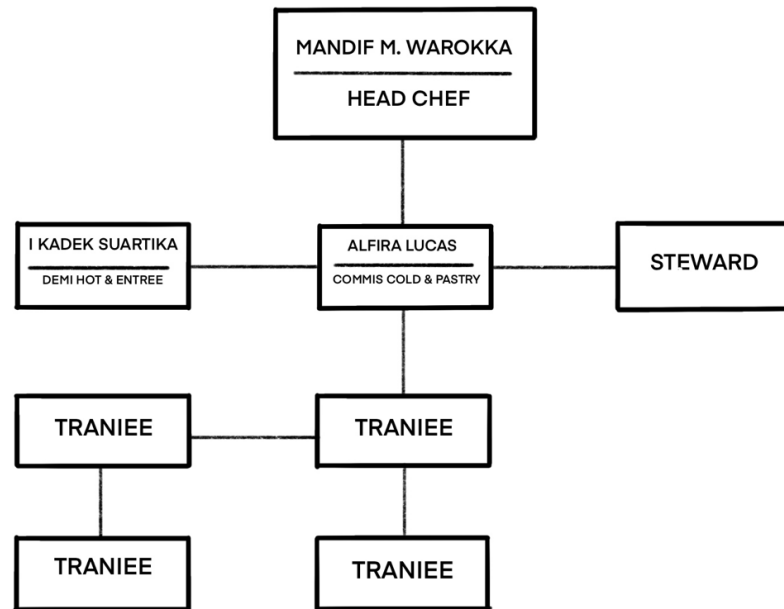 MANDIF M. WAROKKA
HEAD CHEF
I KADEK SUARTIKA
DEMI HOT & ENTREE
ALFIRA LUCAS
COMMIS COLD & PASTRY
STEWARD
TRANIEE
TRANIEE
TRANIEE
TRANIEE